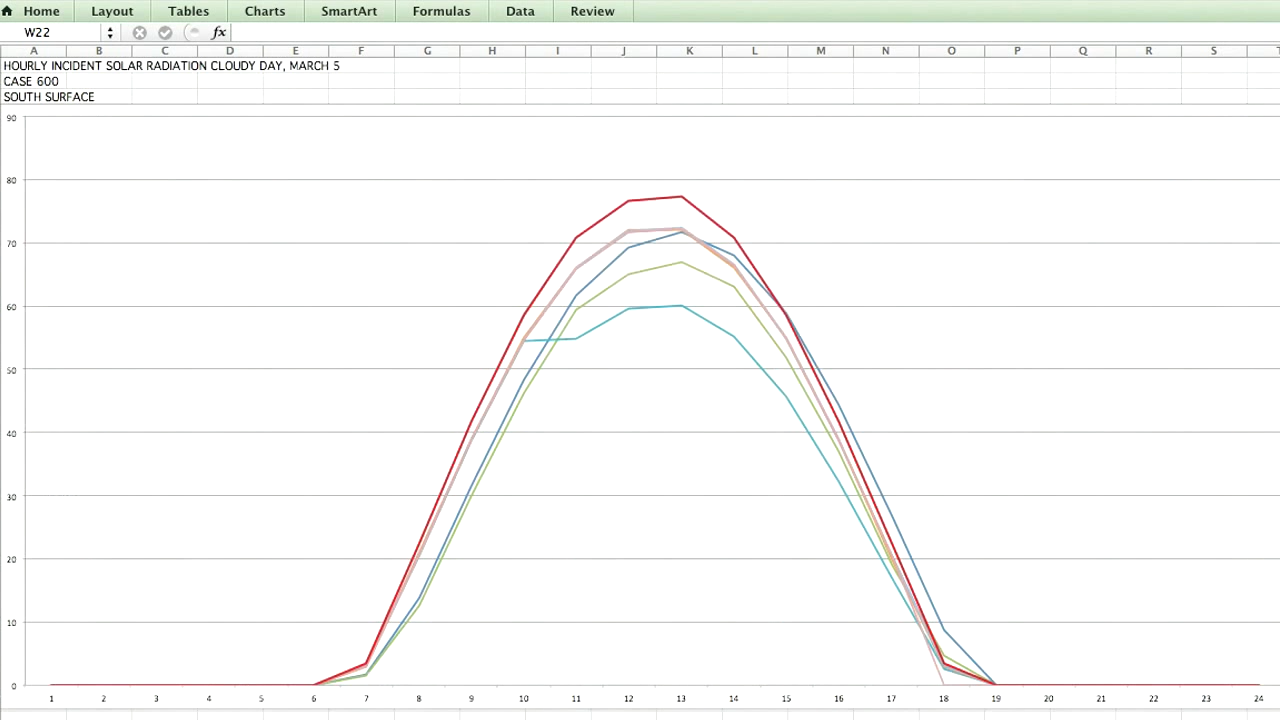 Home Layout Tables Charts SmartArt Formulas Data Review
W22 fx
A B C D E F G H I J K L M N O P Q R S T
HOURLY INCIDENT SOLAR RADIATION CLOUDY DAY, MARCH 5
CASE 600
SOUTH SURFACE
90
80
70
60
50
40
30
20
10
0
1 2 3 4 5 6 7 8 9 10 11 12 13 14 15 16 17 18 19 20 21 22 23 24